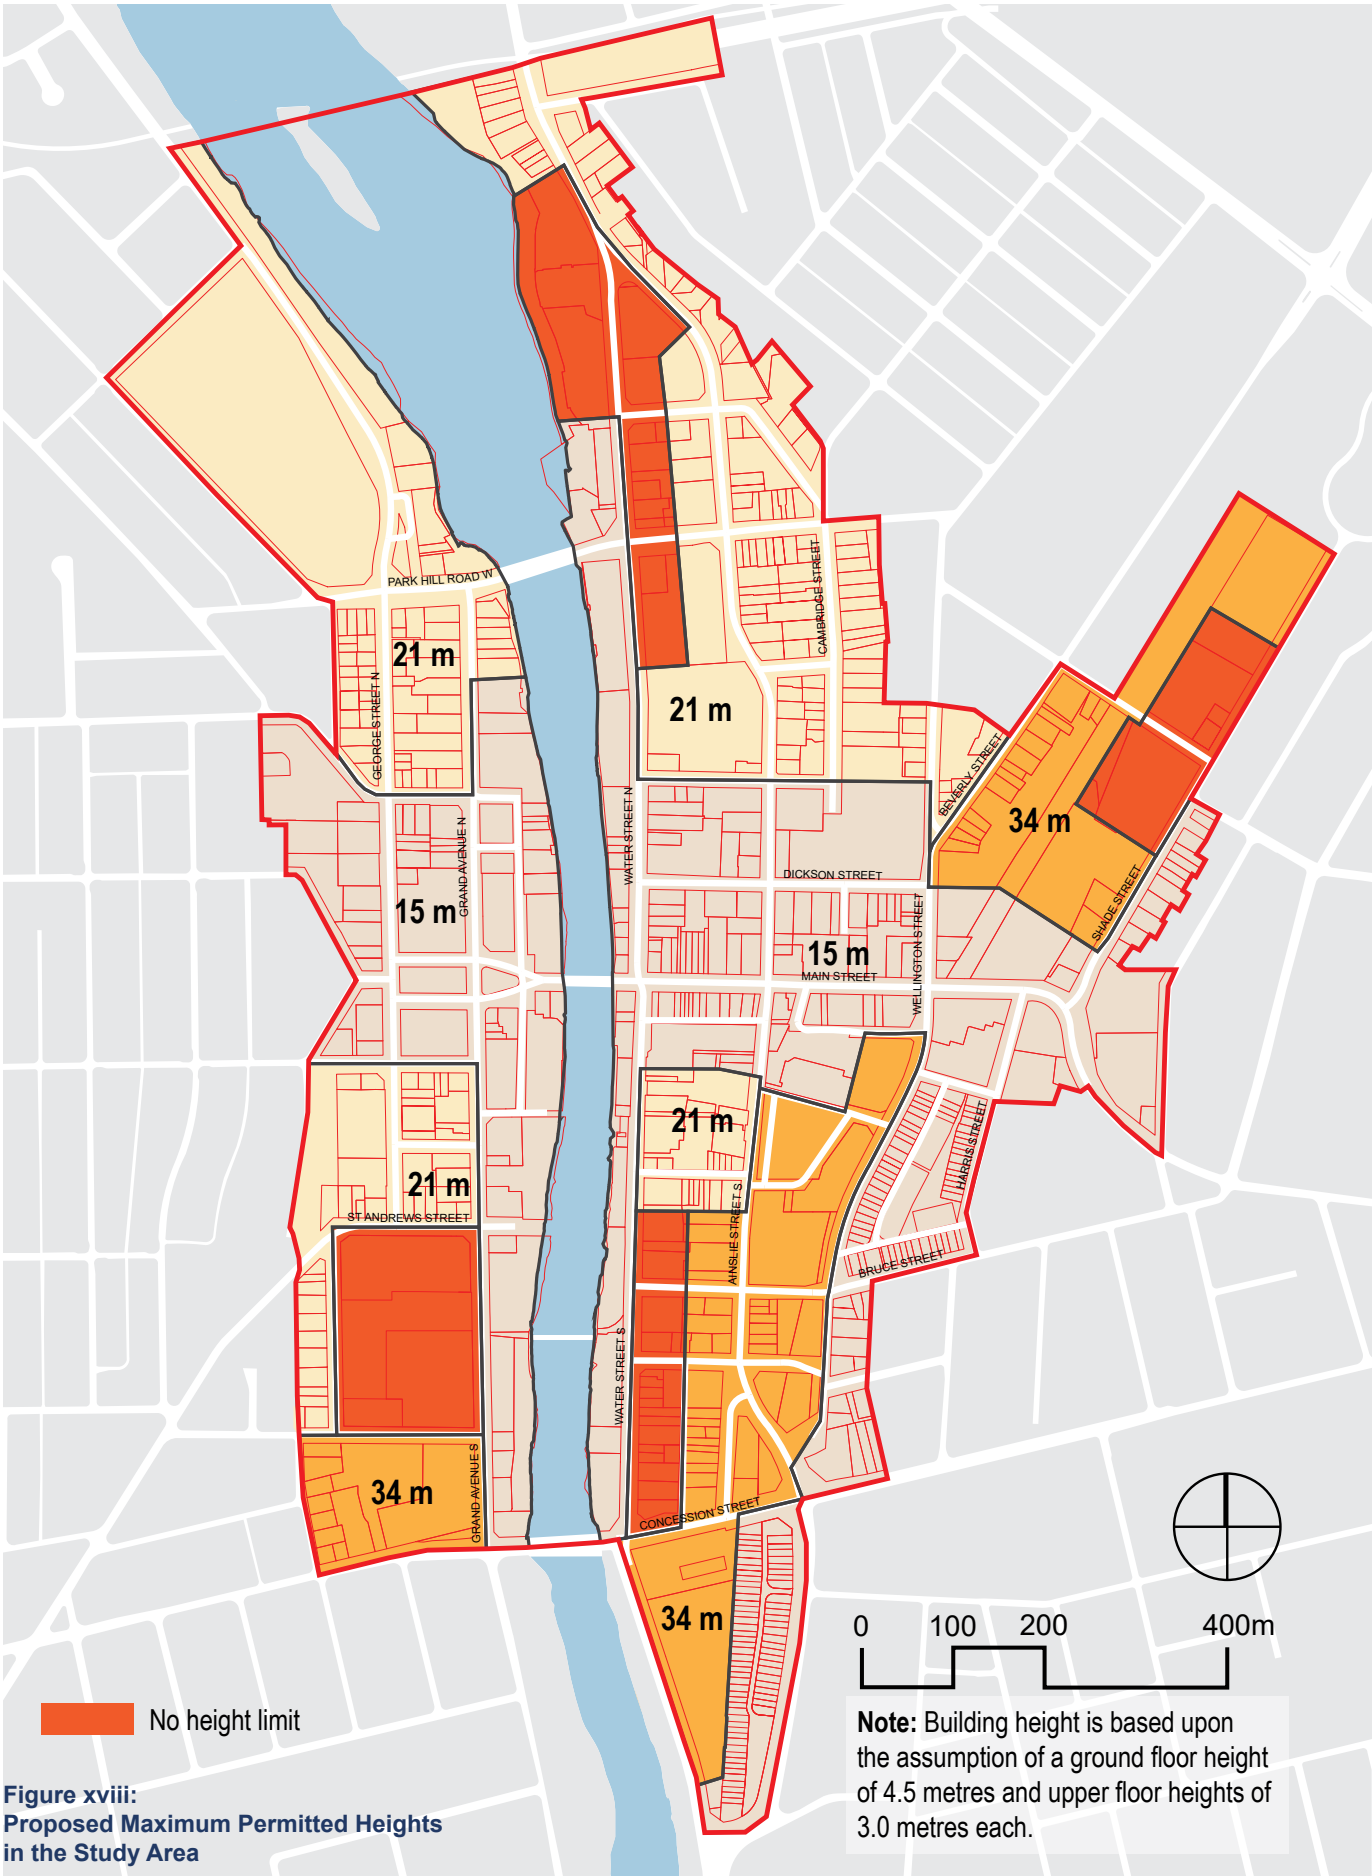 PARK HILL ROAD W
CAMBRIDGE STREET
21 m
GEORGE STREET N
21 m
BEVERLY STREET
34 m
WATER STREET N
GRAND AVENUE N
DICKSON STREET
15 m
SHADE STREET
15 m
MAIN STREET
WELLINGTON STREET
21 m
HARRIS STREET
21 m
ST ANDREWS STREET
AINSLIE STREET S
BRUCE STREET
WATER STREET S
34 m
GRAND AVENUE S
CONCESSION STREET
34 m
0 100 200 400m
No height limit
Note: Building height is based upon
the assumption of a ground floor height
of 4.5 metres and upper floor heights of
3.0 metres each.
Figure xviii:
Proposed Maximum Permitted Heights
in the Study Area